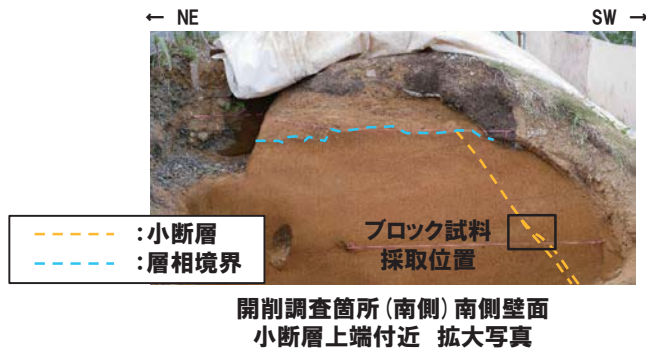 ← NE
SW →
:小断層
:層相境界
ブロック試料
採取位置
開削調査箇所(南側)南側壁面
小断層上端付近 拡大写真